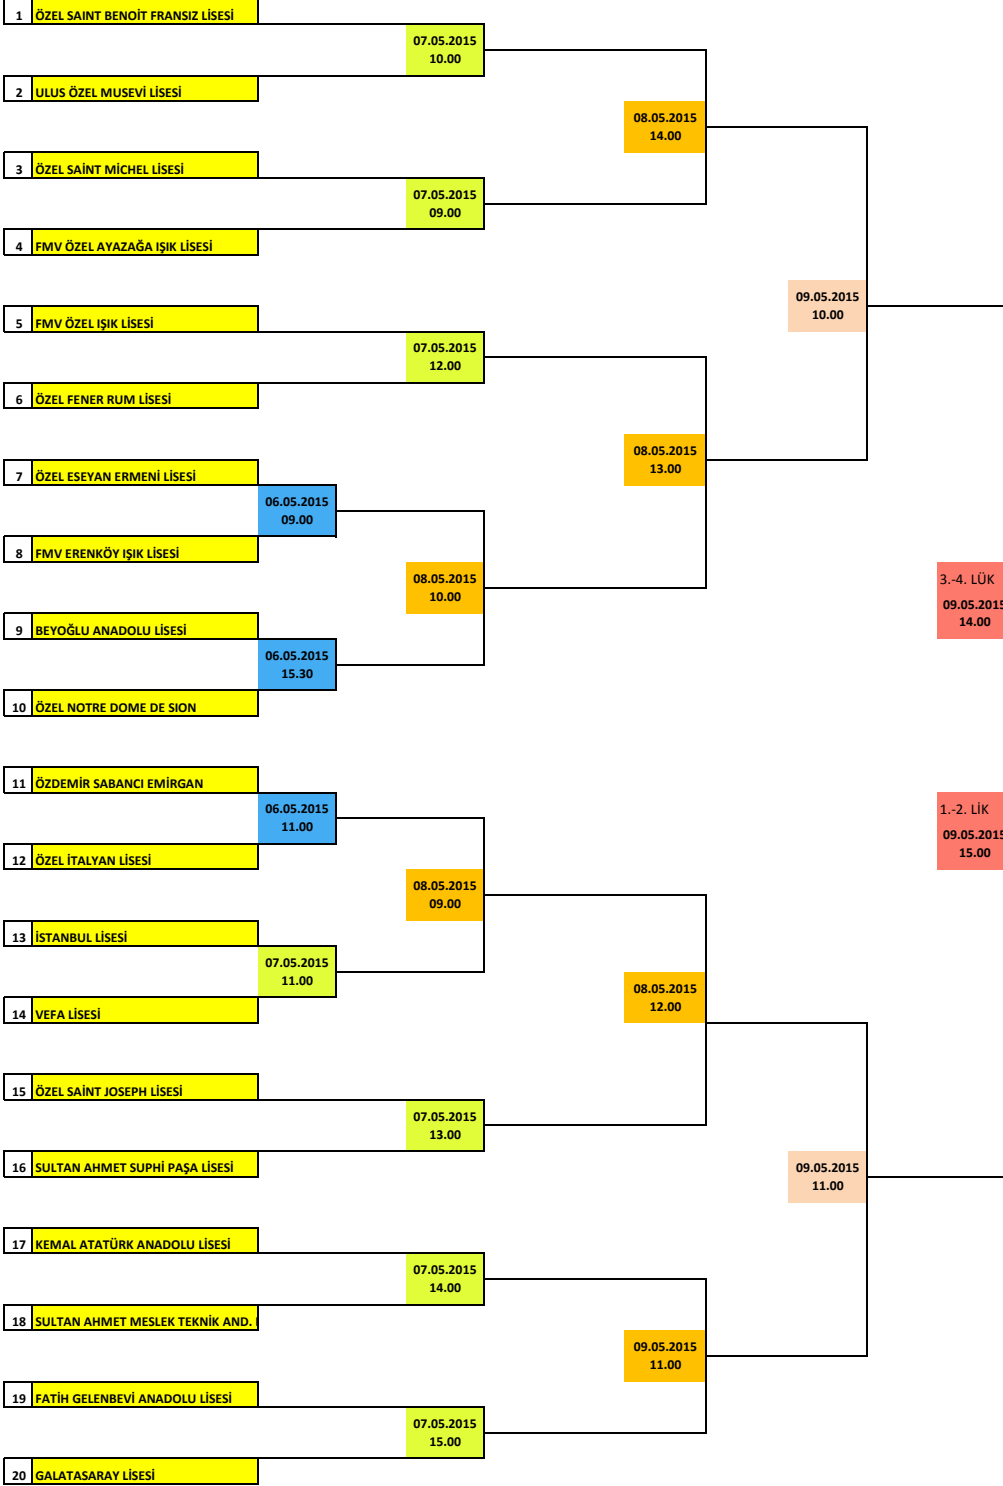 1 ÖZEL SAINT BENOİT FRANSIZ LİSESİ
07.05.2015
10.00
2 ULUS ÖZEL MUSEVİ LİSESİ
08.05.2015
14.00
3 ÖZEL SAİNT MİCHEL LİSESİ
07.05.2015
09.00
4 FMV ÖZEL AYAZAĞA IŞIK LİSESİ
09.05.2015
10.00
5 FMV ÖZEL IŞIK LİSESİ
07.05.2015
12.00
6 ÖZEL FENER RUM LİSESİ
08.05.2015
13.00
7 ÖZEL ESEYAN ERMENİ LİSESİ
06.05.2015
09.00
8 FMV ERENKÖY IŞIK LİSESİ
08.05.2015
10.00
3.-4. LÜK
09.05.2015
14.00
9 BEYOĞLU ANADOLU LİSESİ
06.05.2015
15.30
10 ÖZEL NOTRE DOME DE SION
11 ÖZDEMİR SABANCI EMİRGAN
06.05.2015
11.00
1.-2. LİK
09.05.2015
15.00
12 ÖZEL İTALYAN LİSESİ
08.05.2015
09.00
13 İSTANBUL LİSESİ
07.05.2015
11.00
08.05.2015
12.00
14 VEFA LİSESİ
15 ÖZEL SAİNT JOSEPH LİSESİ
07.05.2015
13.00
16 SULTAN AHMET SUPHİ PAŞA LİSESİ
09.05.2015
11.00
17 KEMAL ATATÜRK ANADOLU LİSESİ
07.05.2015
14.00
18 SULTAN AHMET MESLEK TEKNİK AND.
09.05.2015
11.00
19 FATİH GELENBEVİ ANADOLU LİSESİ
07.05.2015
15.00
20 GALATASARAY LİSESİ